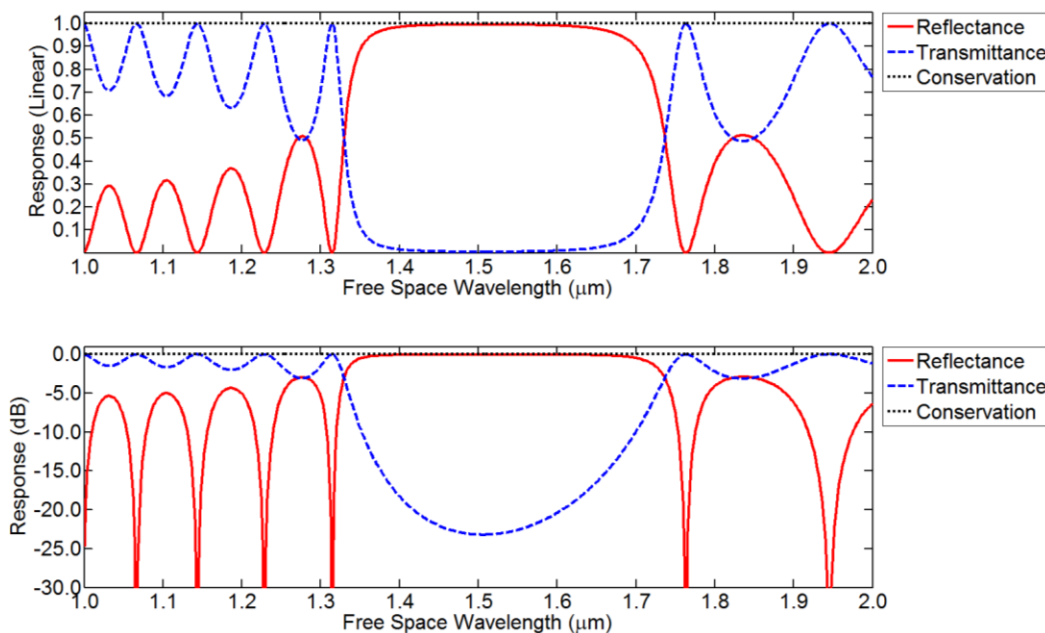 1.0
0.9
0.8
0.7
0.6
0.5
0.4
0.3
0.2
0.1
Response (Linear)
1.0 1.1 1.2 1.3 1.4 1.5 1.6 1.7 1.8 1.9 2.0
Free Space Wavelength (μm)
Reflectance
Transmittance
Conservation
0.0
-5.0
-10.0
-15.0
-20.0
-25.0
-30.0
Response (dB)
1.0 1.1 1.2 1.3 1.4 1.5 1.6 1.7 1.8 1.9 2.0
Free Space Wavelength (μm)
Reflectance
Transmittance
Conservation